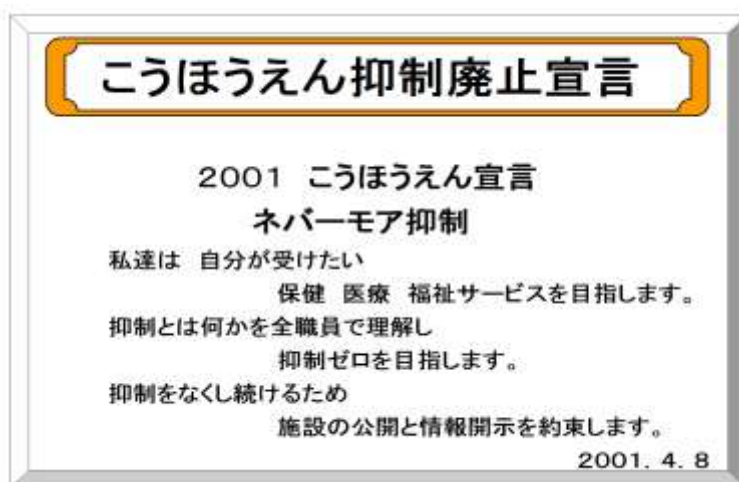 こうほうえん抑制廃止宣言
2001 こうほうえん宣言
ネバーモア抑制
私達は 自分が受けたい
保健 医療 福祉サービスを目指します。
抑制とは何かを全職員で理解し
抑制ゼロを目指します。
抑制をなくし続けるため
施設の公開と情報開示を約束します。
2001. 4. 8